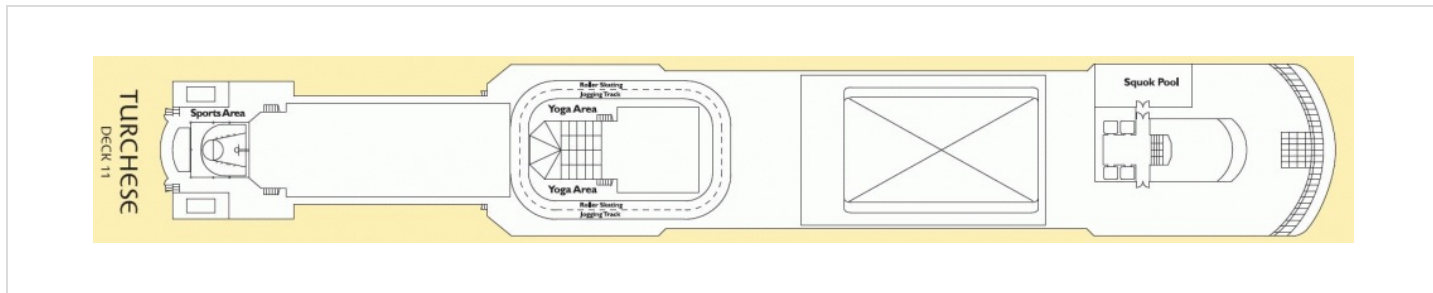 TURCHESE
DECK 11
Sports Area
Roller Skating
Jogging Track
Yoga Area
Yoga Area
Roller Skating
Jogging Track
Squok Pool